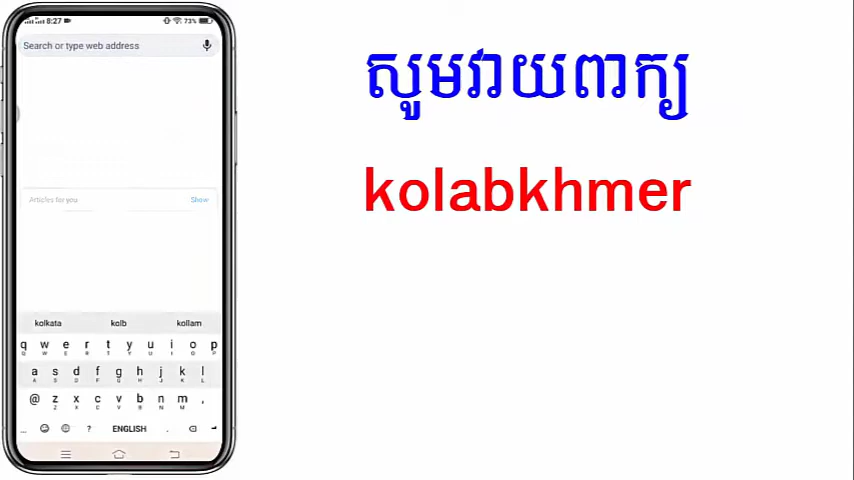 8:27
73%
Search or type web address
Articles for you
Show
kolkata kolb kollam
q w e r t y u i o p
Q W E R T Y U I O P
a s d f g h j k l
A S D F G H J K L
@ z x c v b n m ,
Z X C V B N M
... ? ENGLISH .
សូមវាយពាក្យ
kolabkhmer